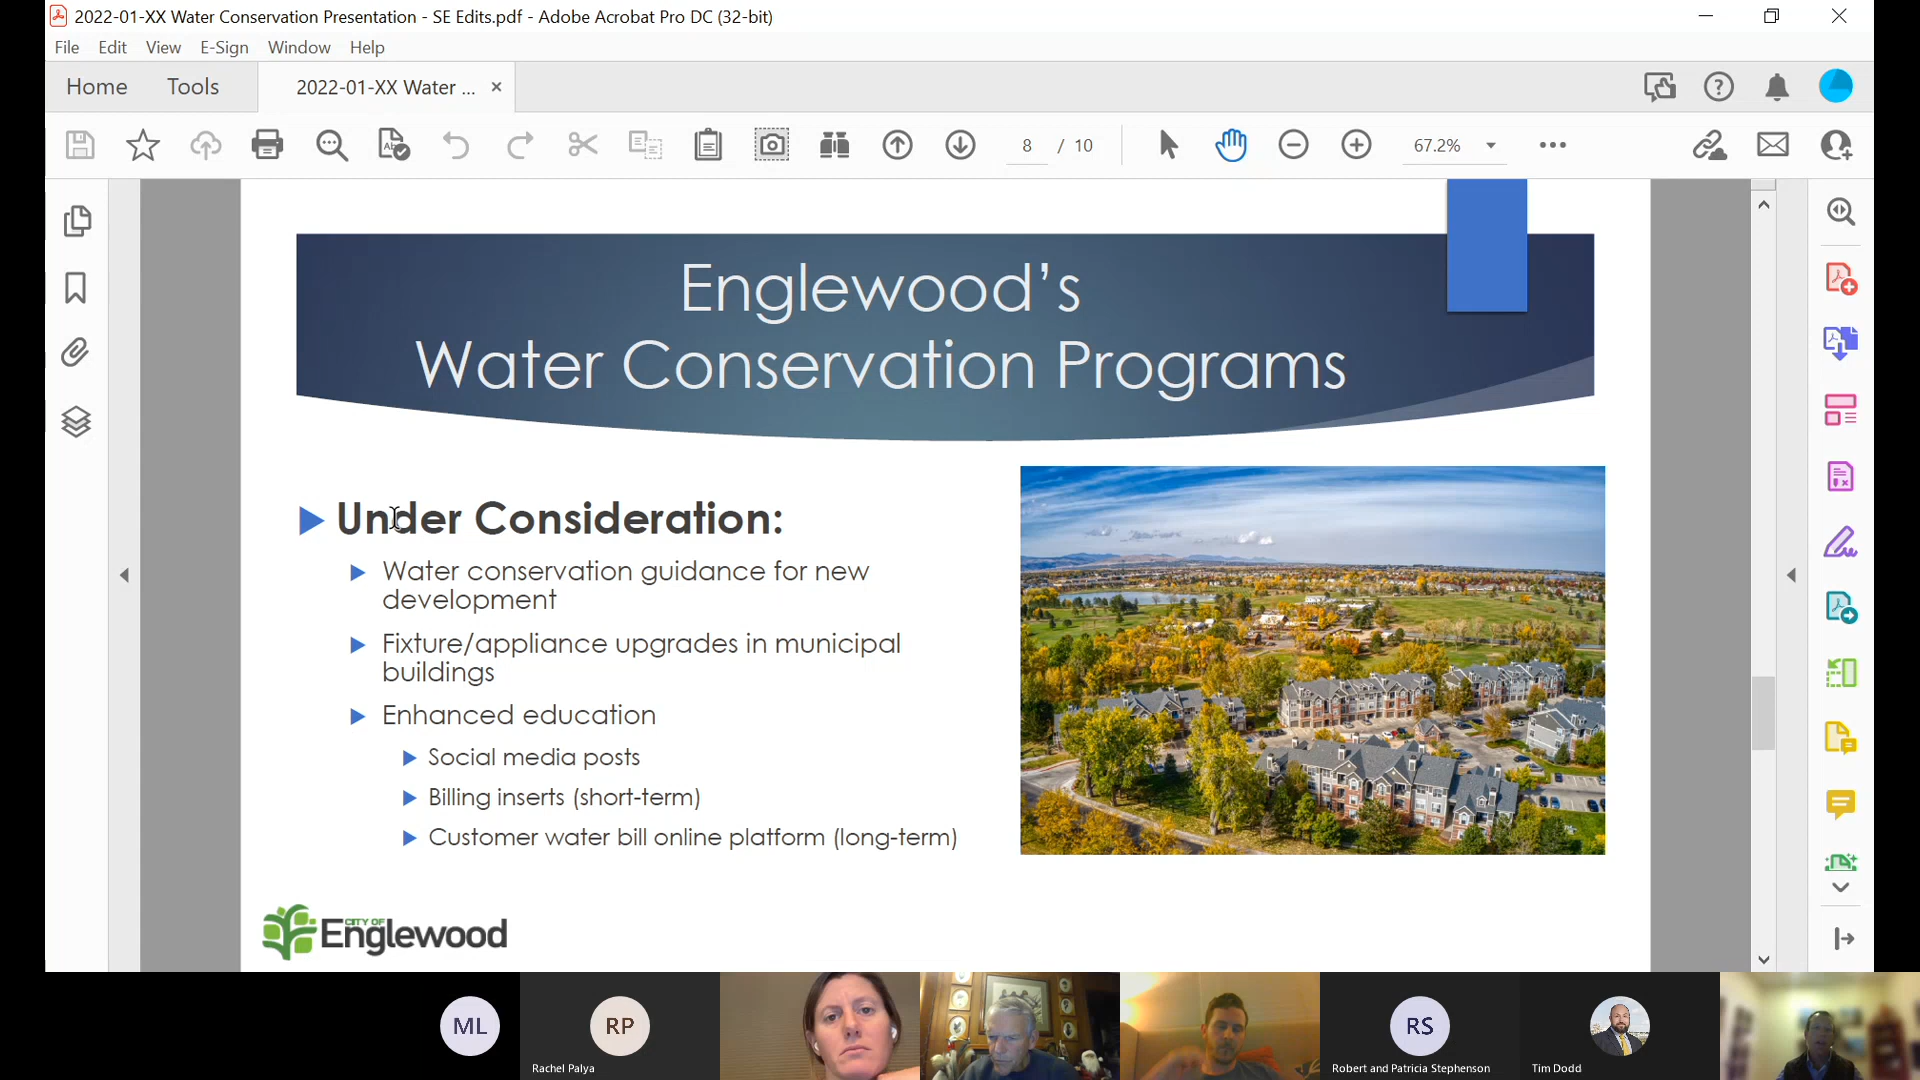 2022-01-XX Water Conservation Presentation - SE Edits.pdf - Adobe Acrobat Pro DC (32-bit)
File Edit View E-Sign Window Help
Home Tools 2022-01-XX Water ...
8 / 10 67.2%
Englewood’s
Water Conservation Programs
Under Consideration:
Water conservation guidance for new
development
Fixture/appliance upgrades in municipal
buildings
Enhanced education
Social media posts
Billing inserts (short-term)
Customer water bill online platform (long-term)
CITY OF
Englewood
ML
RP
RS
Rachel Palya
Robert and Patricia Stephenson
Tim Dodd